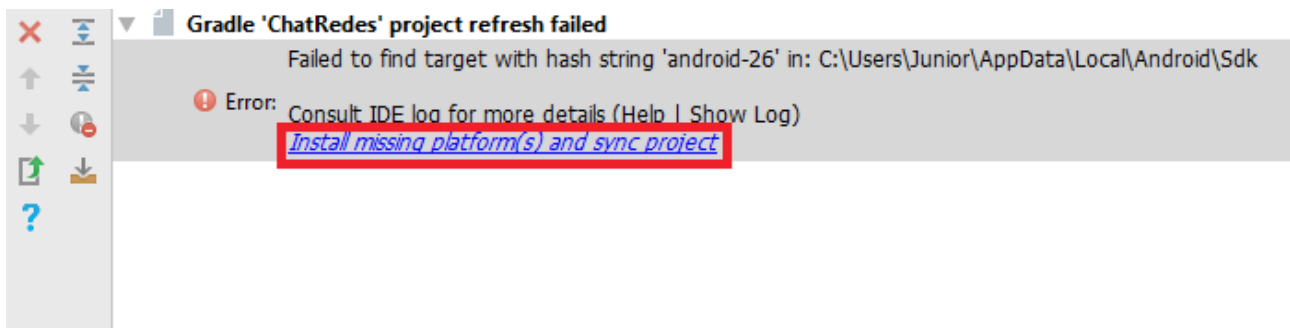 Gradle 'ChatRedes' project refresh failed
Failed to find target with hash string 'android-26' in: C:\Users\Junior\AppData\Local\Android\Sdk
Error:
Consult IDE log for more details (Help | Show Log)
Install missing platform(s) and sync project